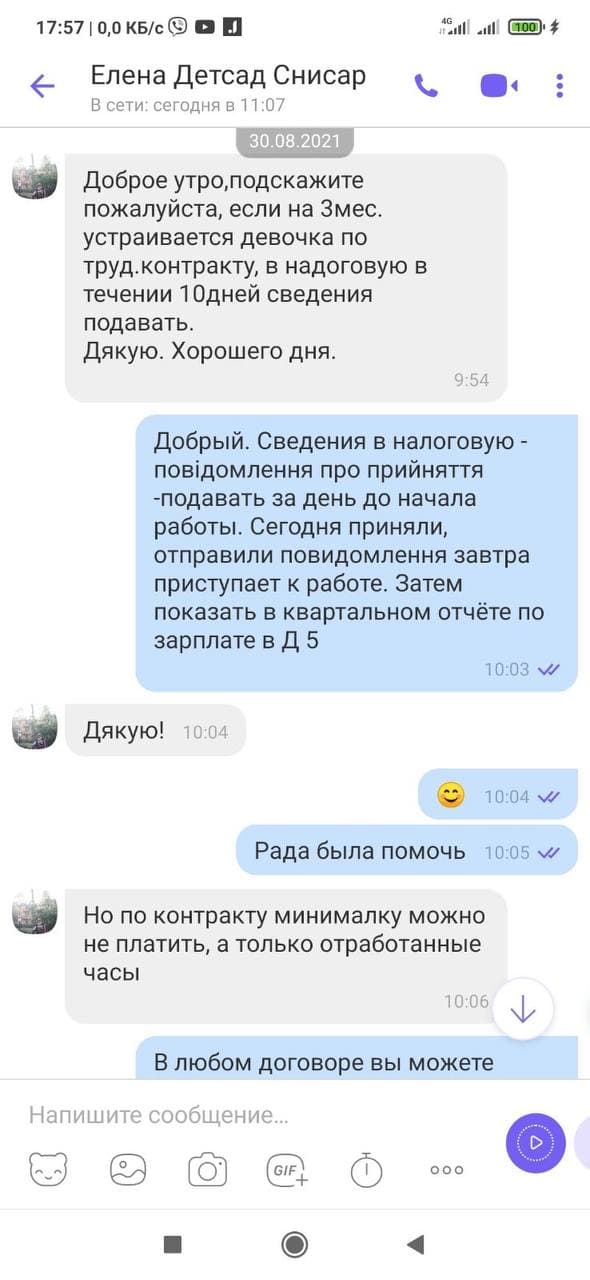 17:57 | 0,0 КБ/с
4G
100
Елена Детсад Снисар
В сети: сегодня в 11:07
30.08.2021
Доброе утро,подскажите
пожалуйста, если на 3мес.
устраивается девочка по
труд.контракту, в надоговую в
течении 10дней сведения
подавать.
Дякую. Хорошего дня.
9:54
Добрый. Сведения в налоговую -
повідомлення про прийняття
-подавать за день до начала
работы. Сегодня приняли,
отправили повидомлення завтра
приступает к работе. Затем
показать в квартальном отчёте по
зарплате в Д 5
10:03
Дякую! 10:04
😊 10:04
Рада была помочь 10:05
Но по контракту минималку можно
не платить, а только отработанные
часы
10:06
В любом договоре вы можете
Напишите сообщение...
GIF